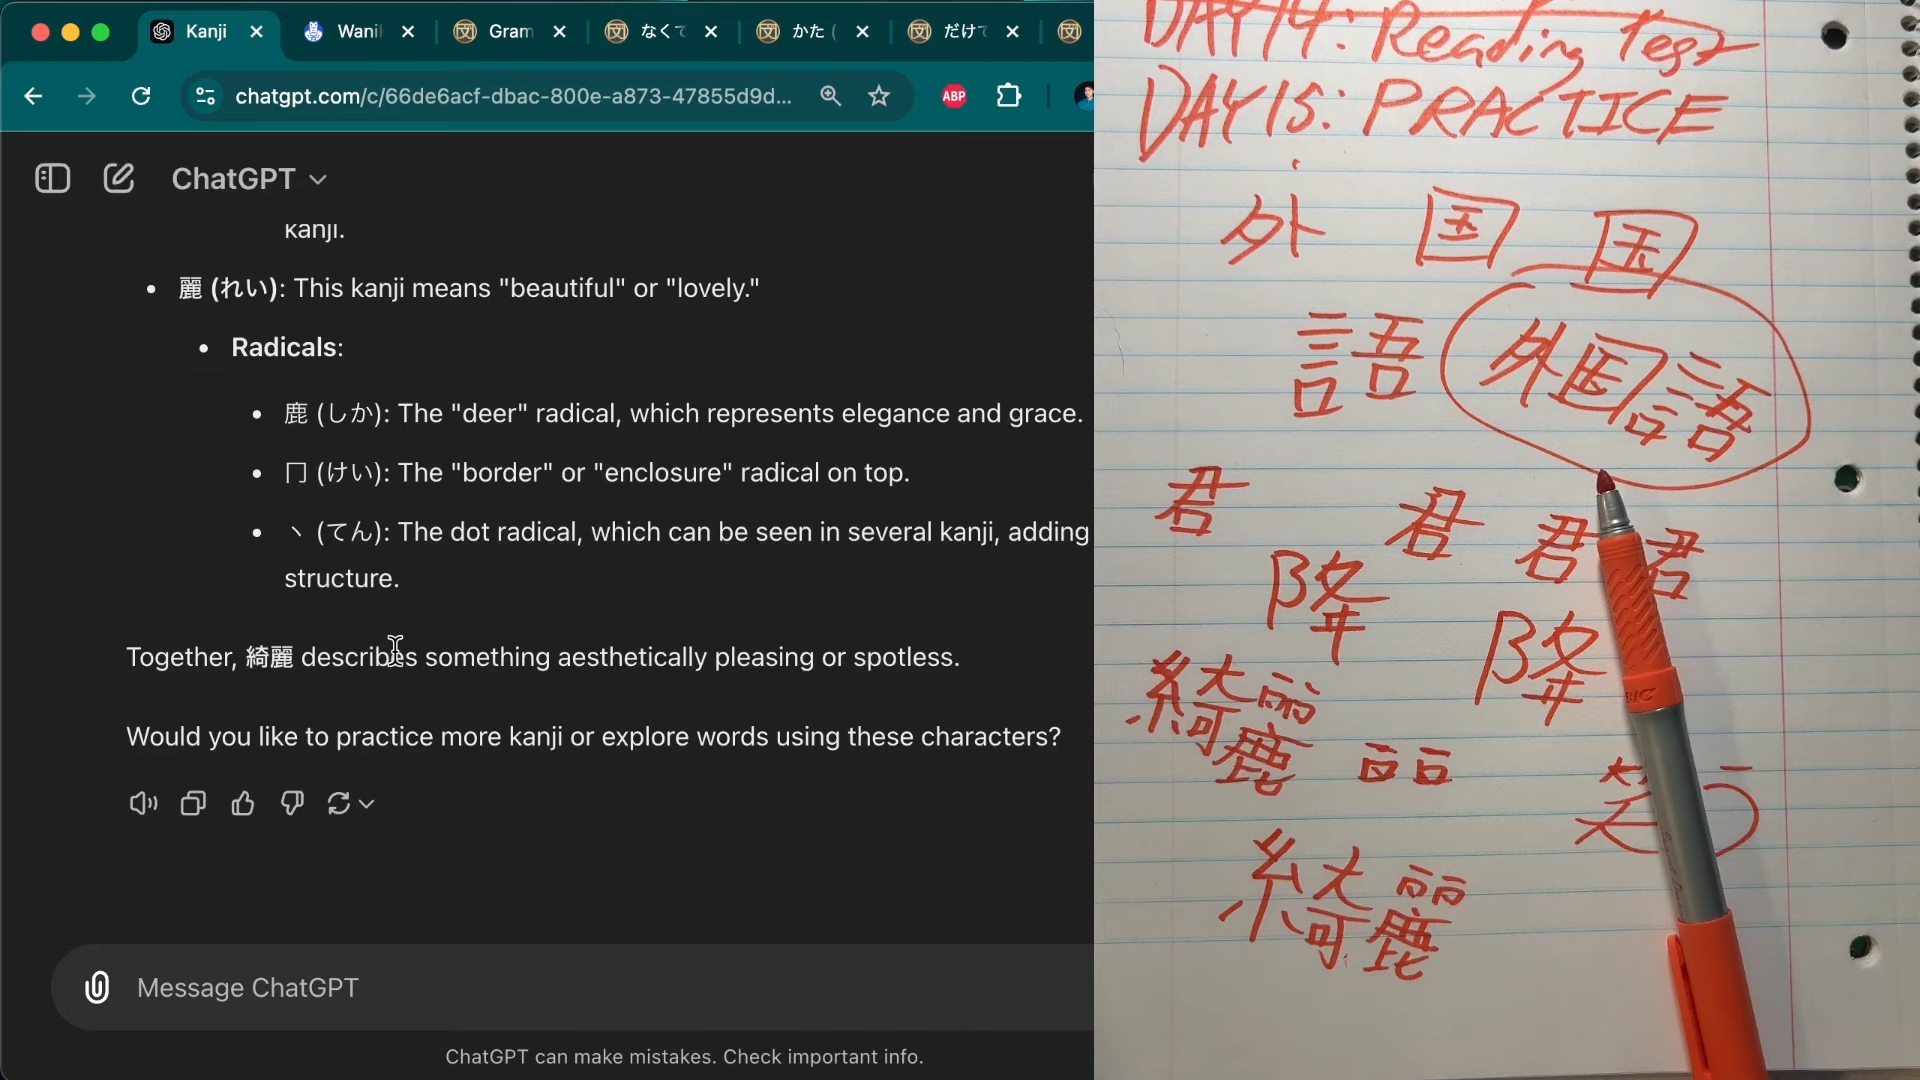 Kanji
Wanil
Gram
なくて
かた (
だけで
chatgpt.com/c/66de6acf-dbac-800e-a873-47855d9d...
ABP
ChatGPT
kanji.
麗 (れい): This kanji means "beautiful" or "lovely."
Radicals:
鹿 (しか): The "deer" radical, which represents elegance and grace.
冂 (けい): The "border" or "enclosure" radical on top.
丶 (てん): The dot radical, which can be seen in several kanji, adding
structure.
Together, 綺麗 describes something aesthetically pleasing or spotless.
Would you like to practice more kanji or explore words using these characters?
Message ChatGPT
ChatGPT can make mistakes. Check important info.
DAY 14: Reading Test
DAY 15: PRACTICE
外 国 国
語 外国語
君 君 君 君
降 降
綺麗
笑う
綺麗
BIC